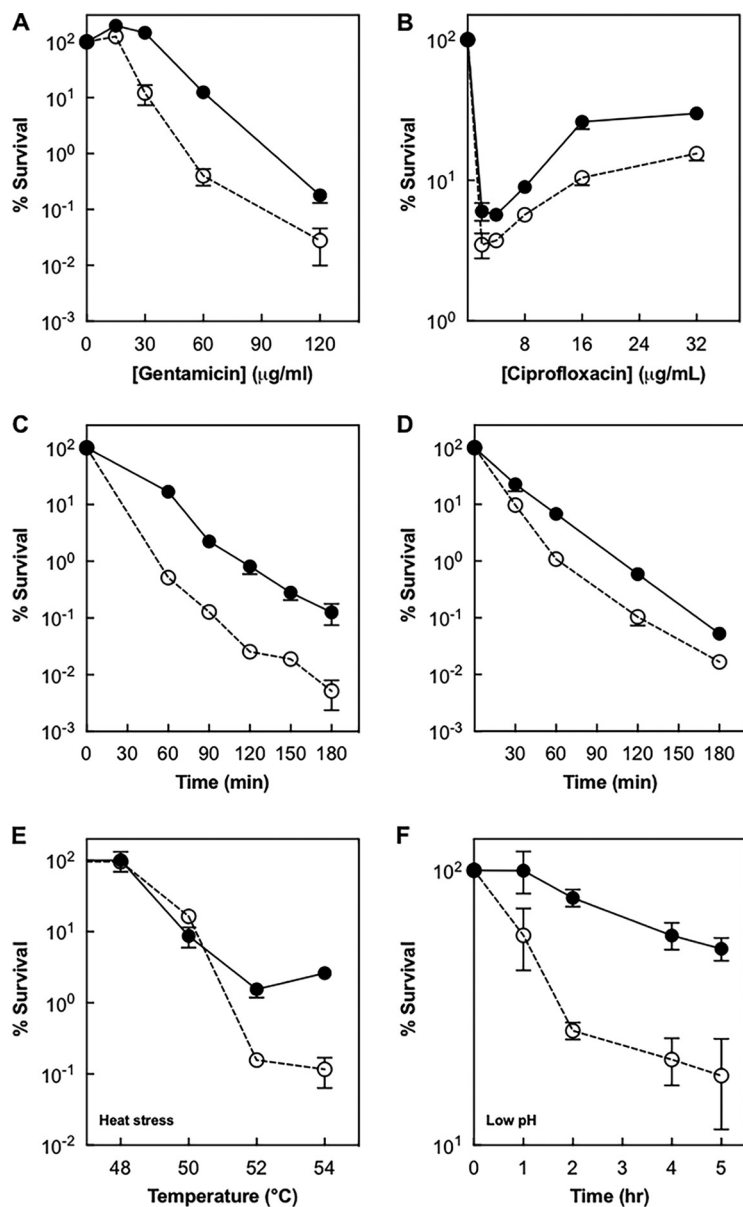 A
% Survival
10²
10¹
10⁰
10⁻¹
10⁻²
10⁻³
0 30 60 90 120
[Gentamicin] (μg/ml)
B
% Survival
10²
10¹
10⁰
8 16 24 32
[Ciprofloxacin] (μg/mL)
C
% Survival
10²
10¹
10⁰
10⁻¹
10⁻²
10⁻³
0 30 60 90 120 150 180
Time (min)
D
% Survival
10²
10¹
10⁰
10⁻¹
10⁻²
10⁻³
30 60 90 120 150 180
Time (min)
E
% Survival
10²
10¹
10⁰
10⁻¹
10⁻²
Heat stress
48 50 52 54
Temperature (°C)
F
% Survival
10²
10¹
Low pH
0 1 2 3 4 5
Time (hr)